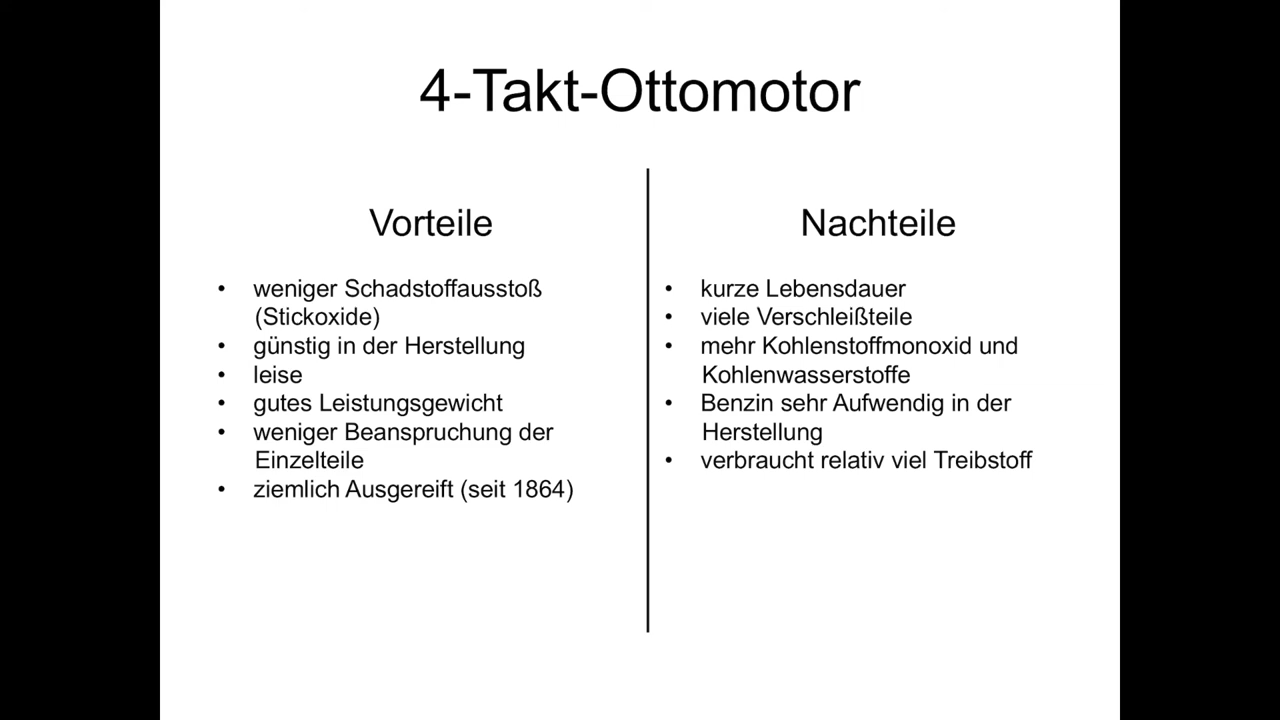 4-Takt-Ottomotor
Vorteile
• weniger Schadstoffausstoß
(Stickoxide)
• günstig in der Herstellung
• leise
• gutes Leistungsgewicht
• weniger Beanspruchung der
Einzelteile
• ziemlich Ausgereift (seit 1864)
Nachteile
• kurze Lebensdauer
• viele Verschleißteile
• mehr Kohlenstoffmonoxid und
Kohlenwasserstoffe
• Benzin sehr Aufwendig in der
Herstellung
• verbraucht relativ viel Treibstoff